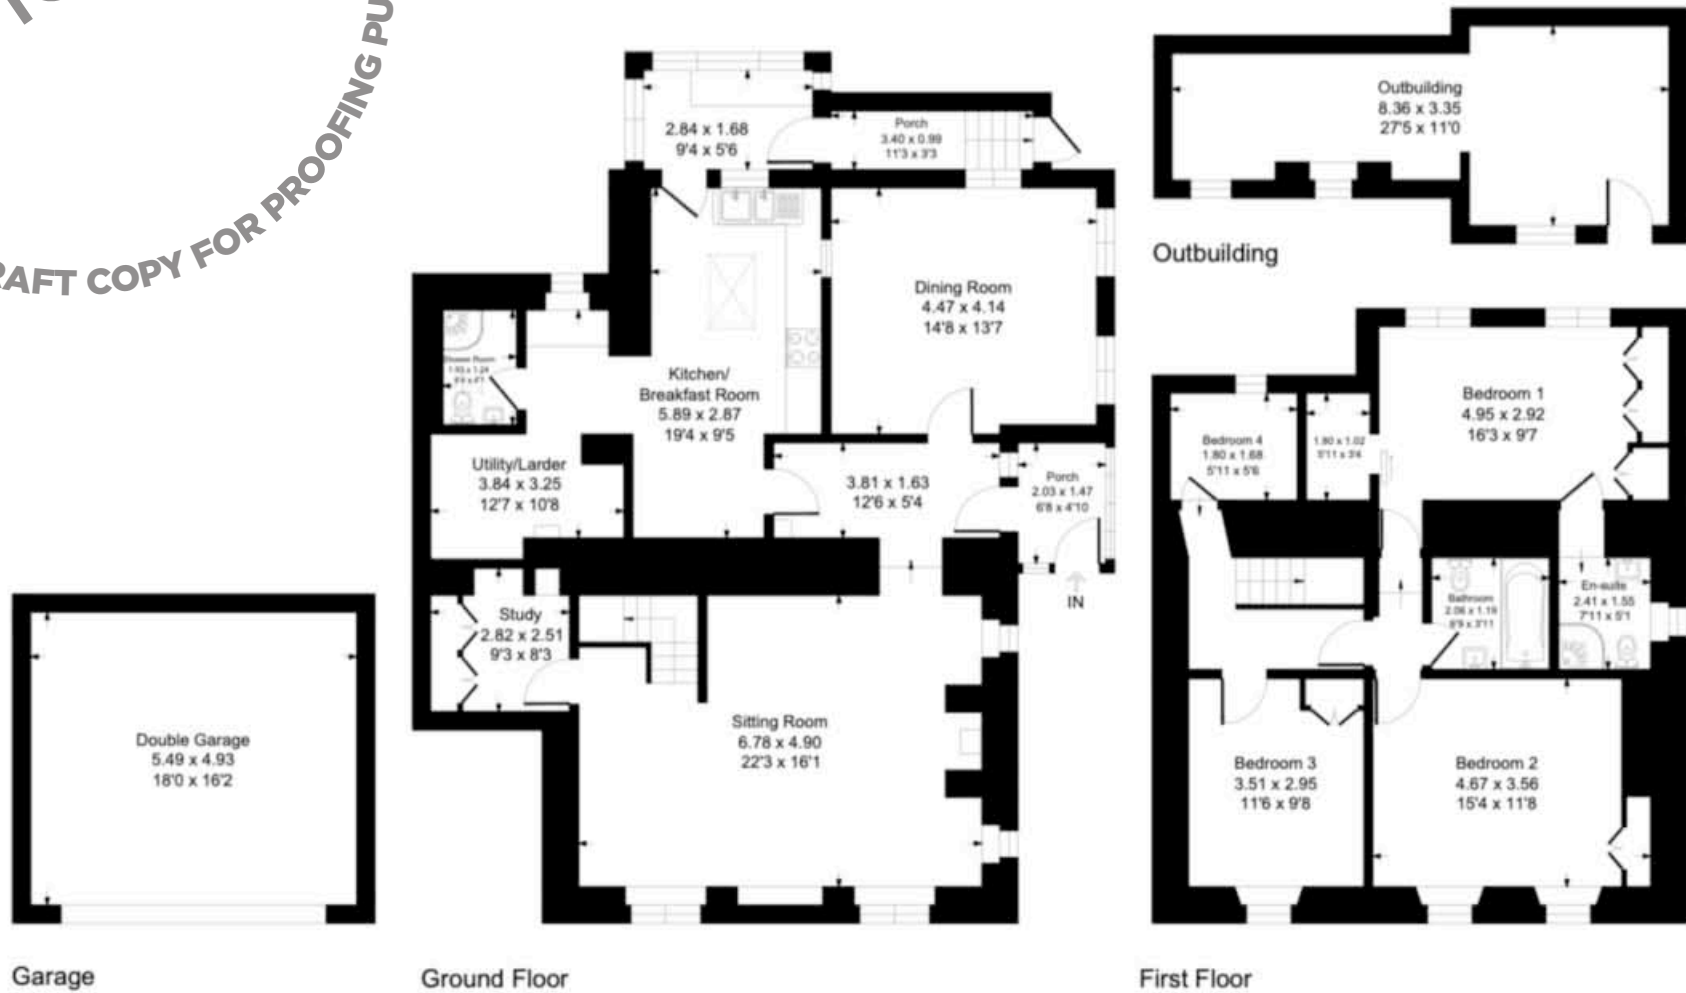 DRAFT COPY FOR PROOFING PU
2.84 x 1.68
9'4 x 5'6
Porch
3.40 x 0.99
11'3 x 3'3
Outbuilding
8.36 x 3.35
27'5 x 11'0
Outbuilding
Dining Room
4.47 x 4.14
14'8 x 13'7
Shower Room
Kitchen/
Breakfast Room
5.89 x 2.87
19'4 x 9'5
Utility/Larder
3.84 x 3.25
12'7 x 10'8
3.81 x 1.63
12'6 x 5'4
Porch
2.03 x 1.47
6'8 x 4'10
IN
Bedroom 1
4.95 x 2.92
16'3 x 9'7
Bedroom 4
1.80 x 1.68
5'11 x 5'6
1.80 x 1.02
5'11 x 3'4
Bathroom
2.06 x 1.19
6'9 x 3'11
En-suite
2.41 x 1.55
7'11 x 5'1
Study
2.82 x 2.51
9'3 x 8'3
Sitting Room
6.78 x 4.90
22'3 x 16'1
Double Garage
5.49 x 4.93
18'0 x 16'2
Bedroom 3
3.51 x 2.95
11'6 x 9'8
Bedroom 2
4.67 x 3.56
15'4 x 11'8
Garage
Ground Floor
First Floor